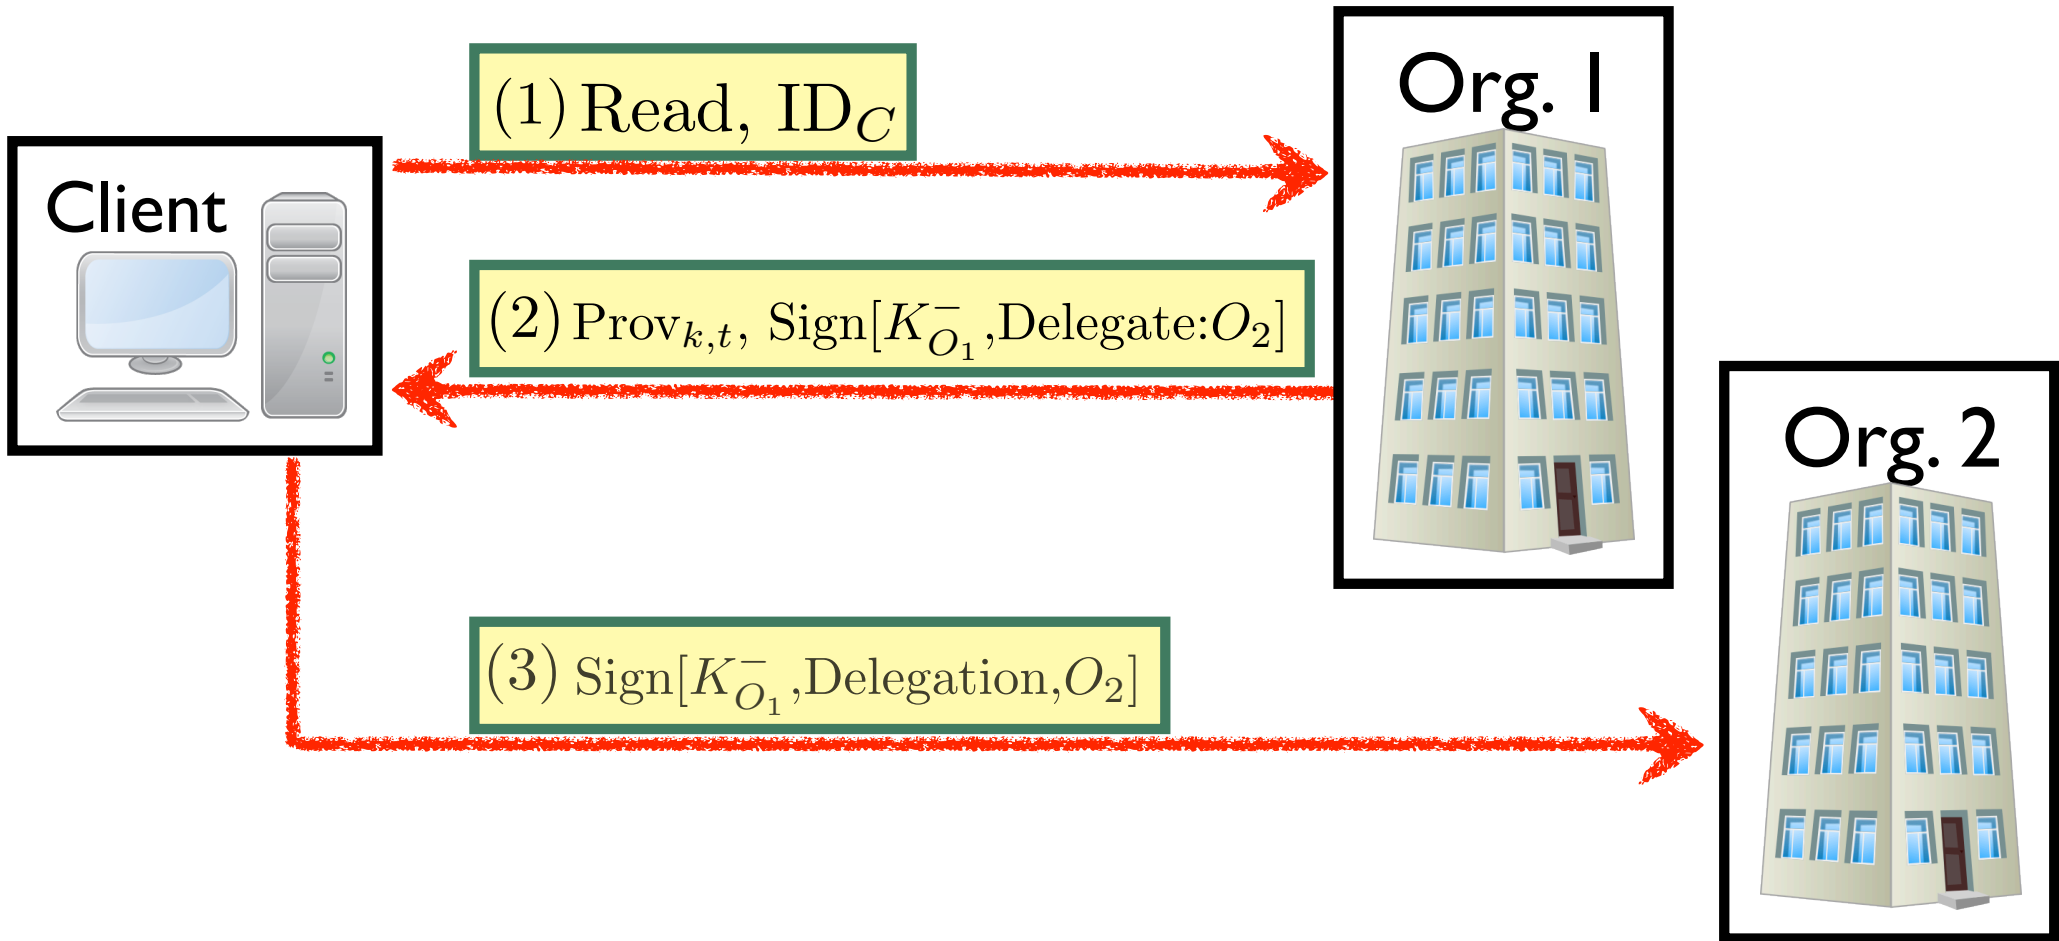 (1) Read, ID_C
Org. 1
Client
(2) Prov_{k,t}, Sign[K^-_{O_1},Delegate:O_2]
Org. 2
(3) Sign[K^-_{O_1},Delegation,O_2]